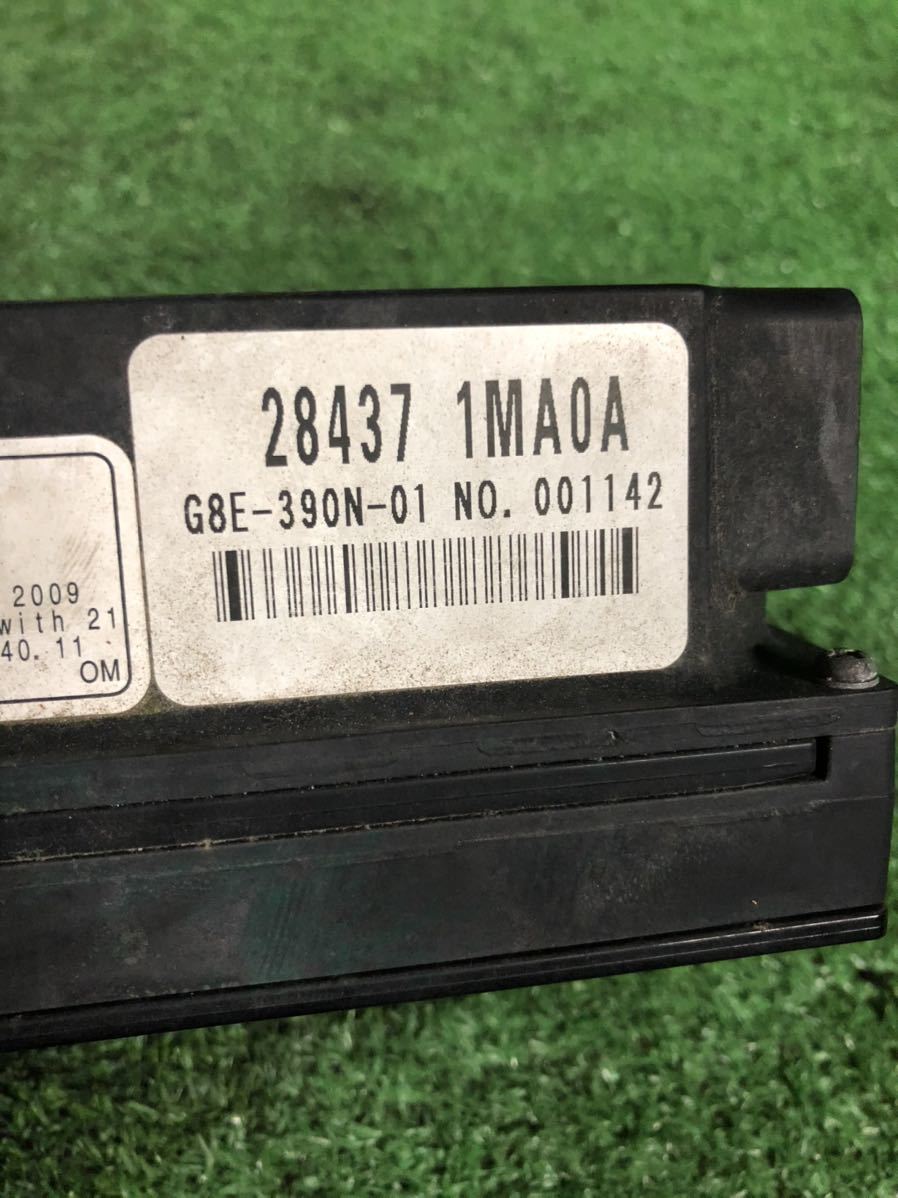 28437 1MA0A
G8E-390N-01 NO. 001142
2009
with 21
40.11
OM